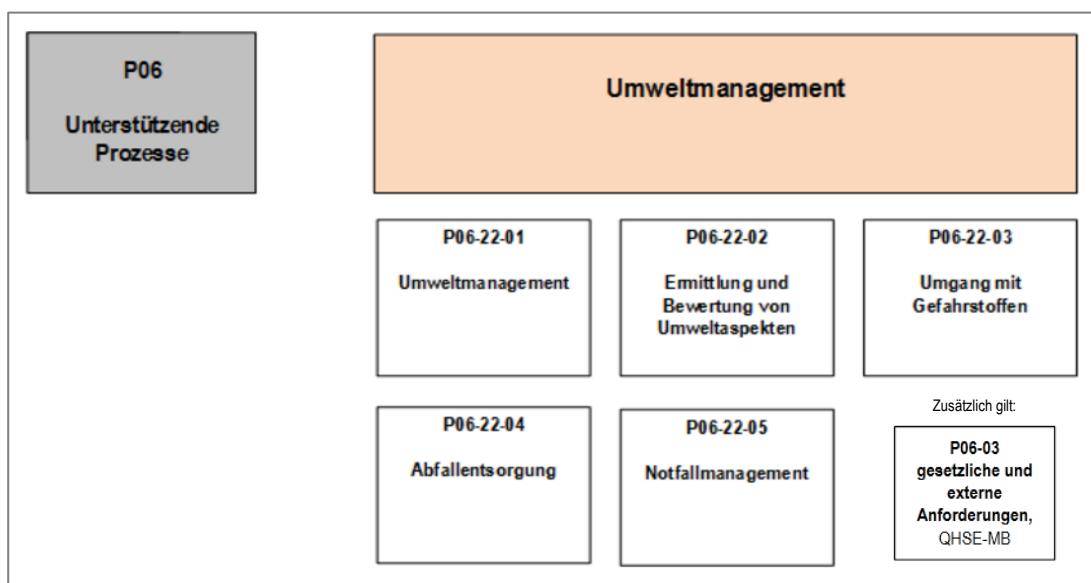 P06
Unterstützende
Prozesse
Umweltmanagement
P06-22-01
Umweltmanagement
P06-22-02
Ermittlung und
Bewertung von
Umweltaspekten
P06-22-03
Umgang mit
Gefahrstoffen
P06-22-04
Abfallentsorgung
P06-22-05
Notfallmanagement
Zusätzlich gilt:
P06-03
gesetzliche und
externe
Anforderungen,
QHSE-MB